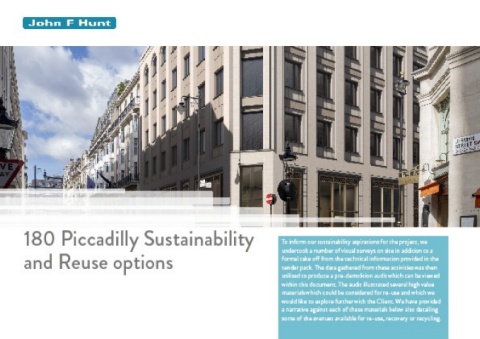 John F Hunt
JERMYN
STREET SW1
180 Piccadilly Sustainability
and Reuse options
To inform our sustainability aspirations for the project, we
undertook a number of visual surveys on site in addition to a
formal take off from the technical information provided in the
tender pack. The data gathered from these activities was then
utilised to produce a pre-demolition audit which can be viewed
within this document. The audit illustrated several high value
materials which could be considered for re-use and which we
would like to explore further with the Client. We have provided
a narrative against each of these materials below also detailing
some of the avenues available for re-use, recovery or recycling.